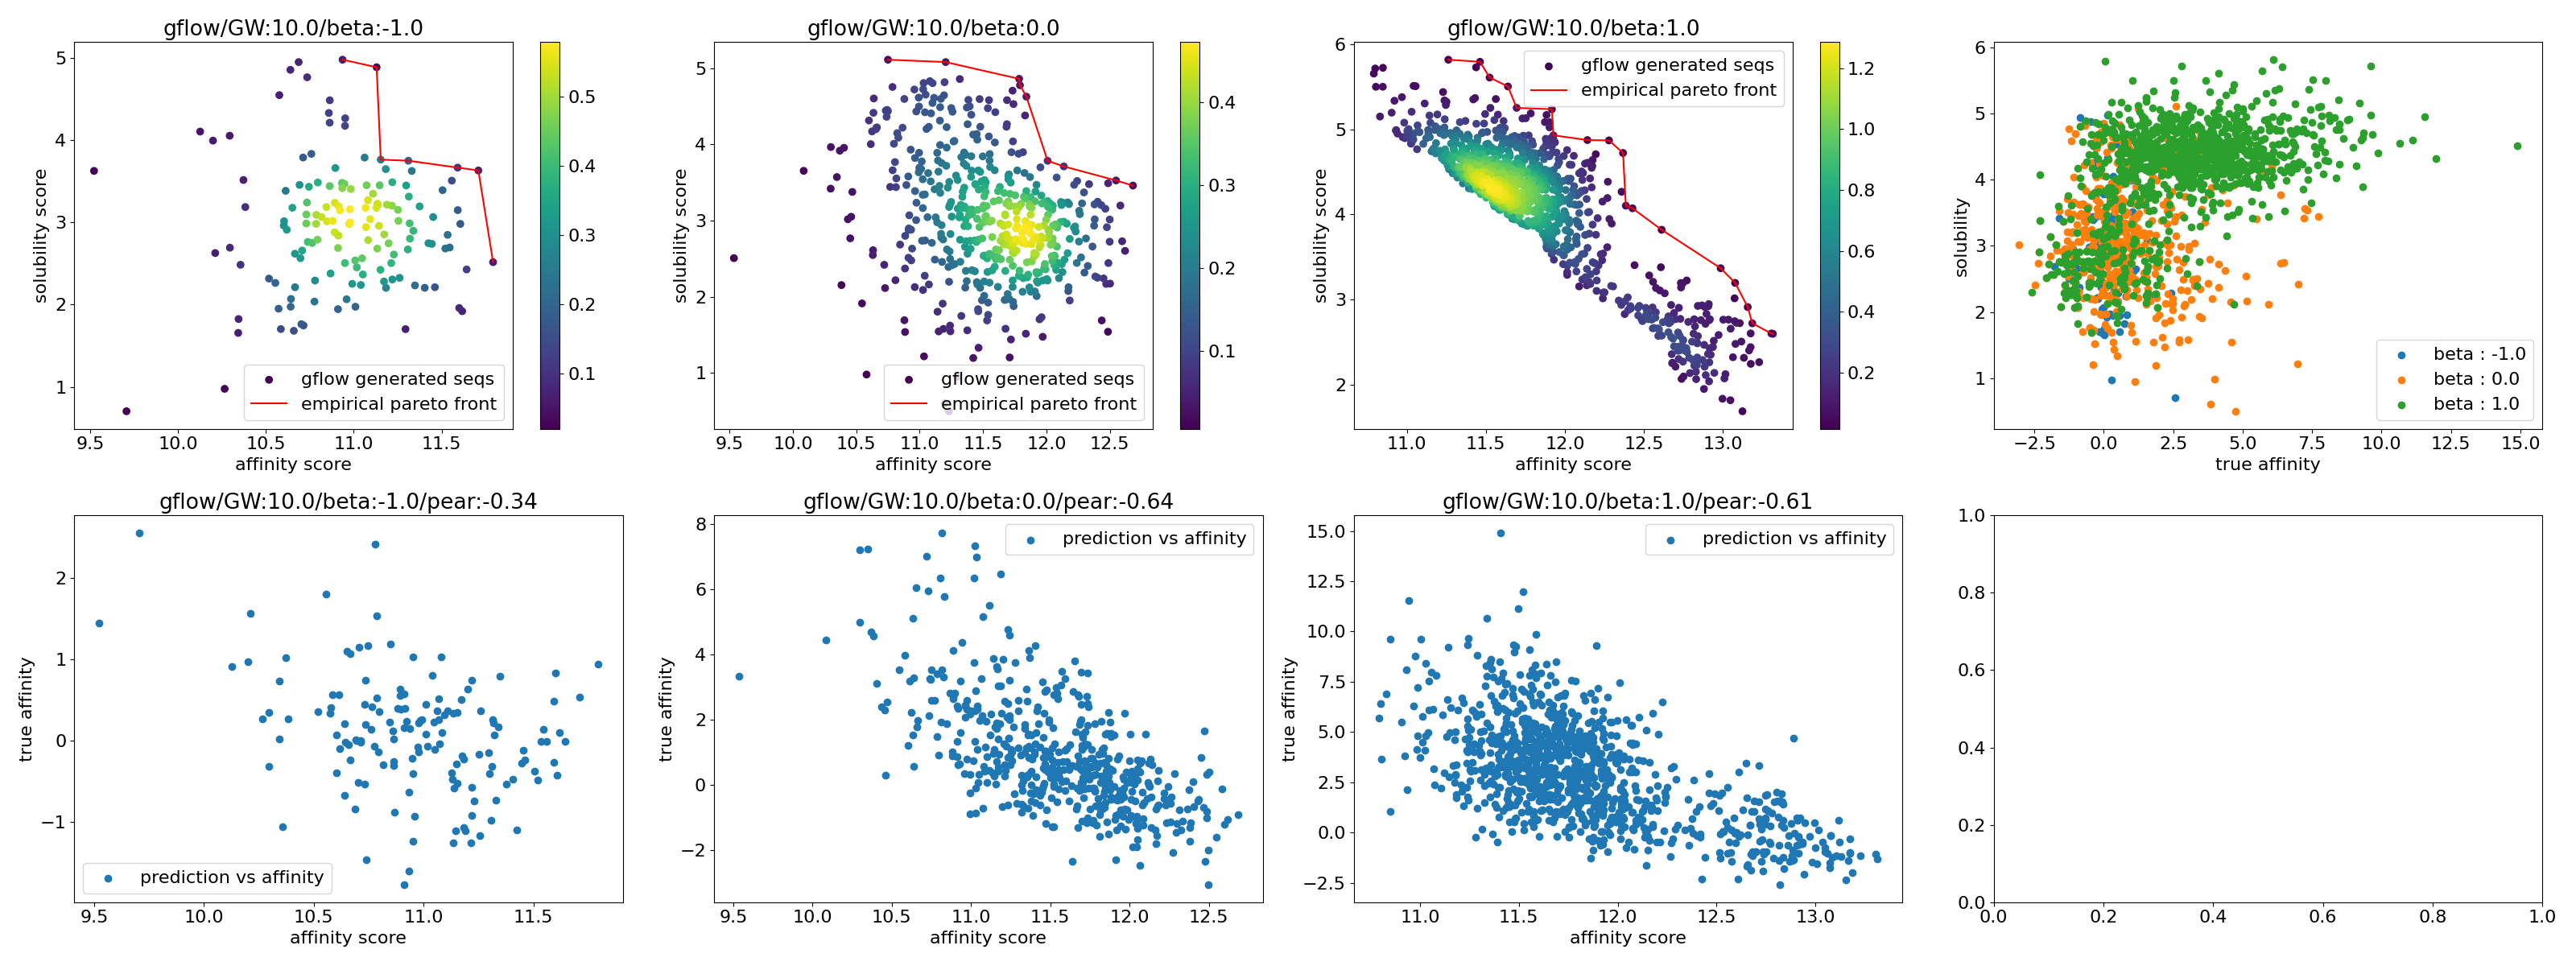 gflow/GW:10.0/beta:-1.0
5
4
3
2
1
solubility score
9.5 10.0 10.5 11.0 11.5
affinity score
gflow generated seqs
empirical pareto front
0.5
0.4
0.3
0.2
0.1
gflow/GW:10.0/beta:0.0
5
4
3
2
1
solubility score
9.5 10.0 10.5 11.0 11.5 12.0 12.5
affinity score
gflow generated seqs
empirical pareto front
0.4
0.3
0.2
0.1
gflow/GW:10.0/beta:1.0
6
5
4
3
2
solubility score
11.0 11.5 12.0 12.5 13.0
affinity score
gflow generated seqs
empirical pareto front
1.2
1.0
0.8
0.6
0.4
0.2
6
5
4
3
2
1
solubility
−2.5 0.0 2.5 5.0 7.5 10.0 12.5 15.0
true affinity
beta : -1.0
beta : 0.0
beta : 1.0
gflow/GW:10.0/beta:-1.0/pear:-0.34
2
1
0
−1
true affinity
9.5 10.0 10.5 11.0 11.5
affinity score
prediction vs affinity
gflow/GW:10.0/beta:0.0/pear:-0.64
8
6
4
2
0
−2
true affinity
9.5 10.0 10.5 11.0 11.5 12.0 12.5
affinity score
prediction vs affinity
gflow/GW:10.0/beta:1.0/pear:-0.61
15.0
12.5
10.0
7.5
5.0
2.5
0.0
−2.5
true affinity
11.0 11.5 12.0 12.5 13.0
affinity score
prediction vs affinity
1.0
0.8
0.6
0.4
0.2
0.0
0.0 0.2 0.4 0.6 0.8 1.0